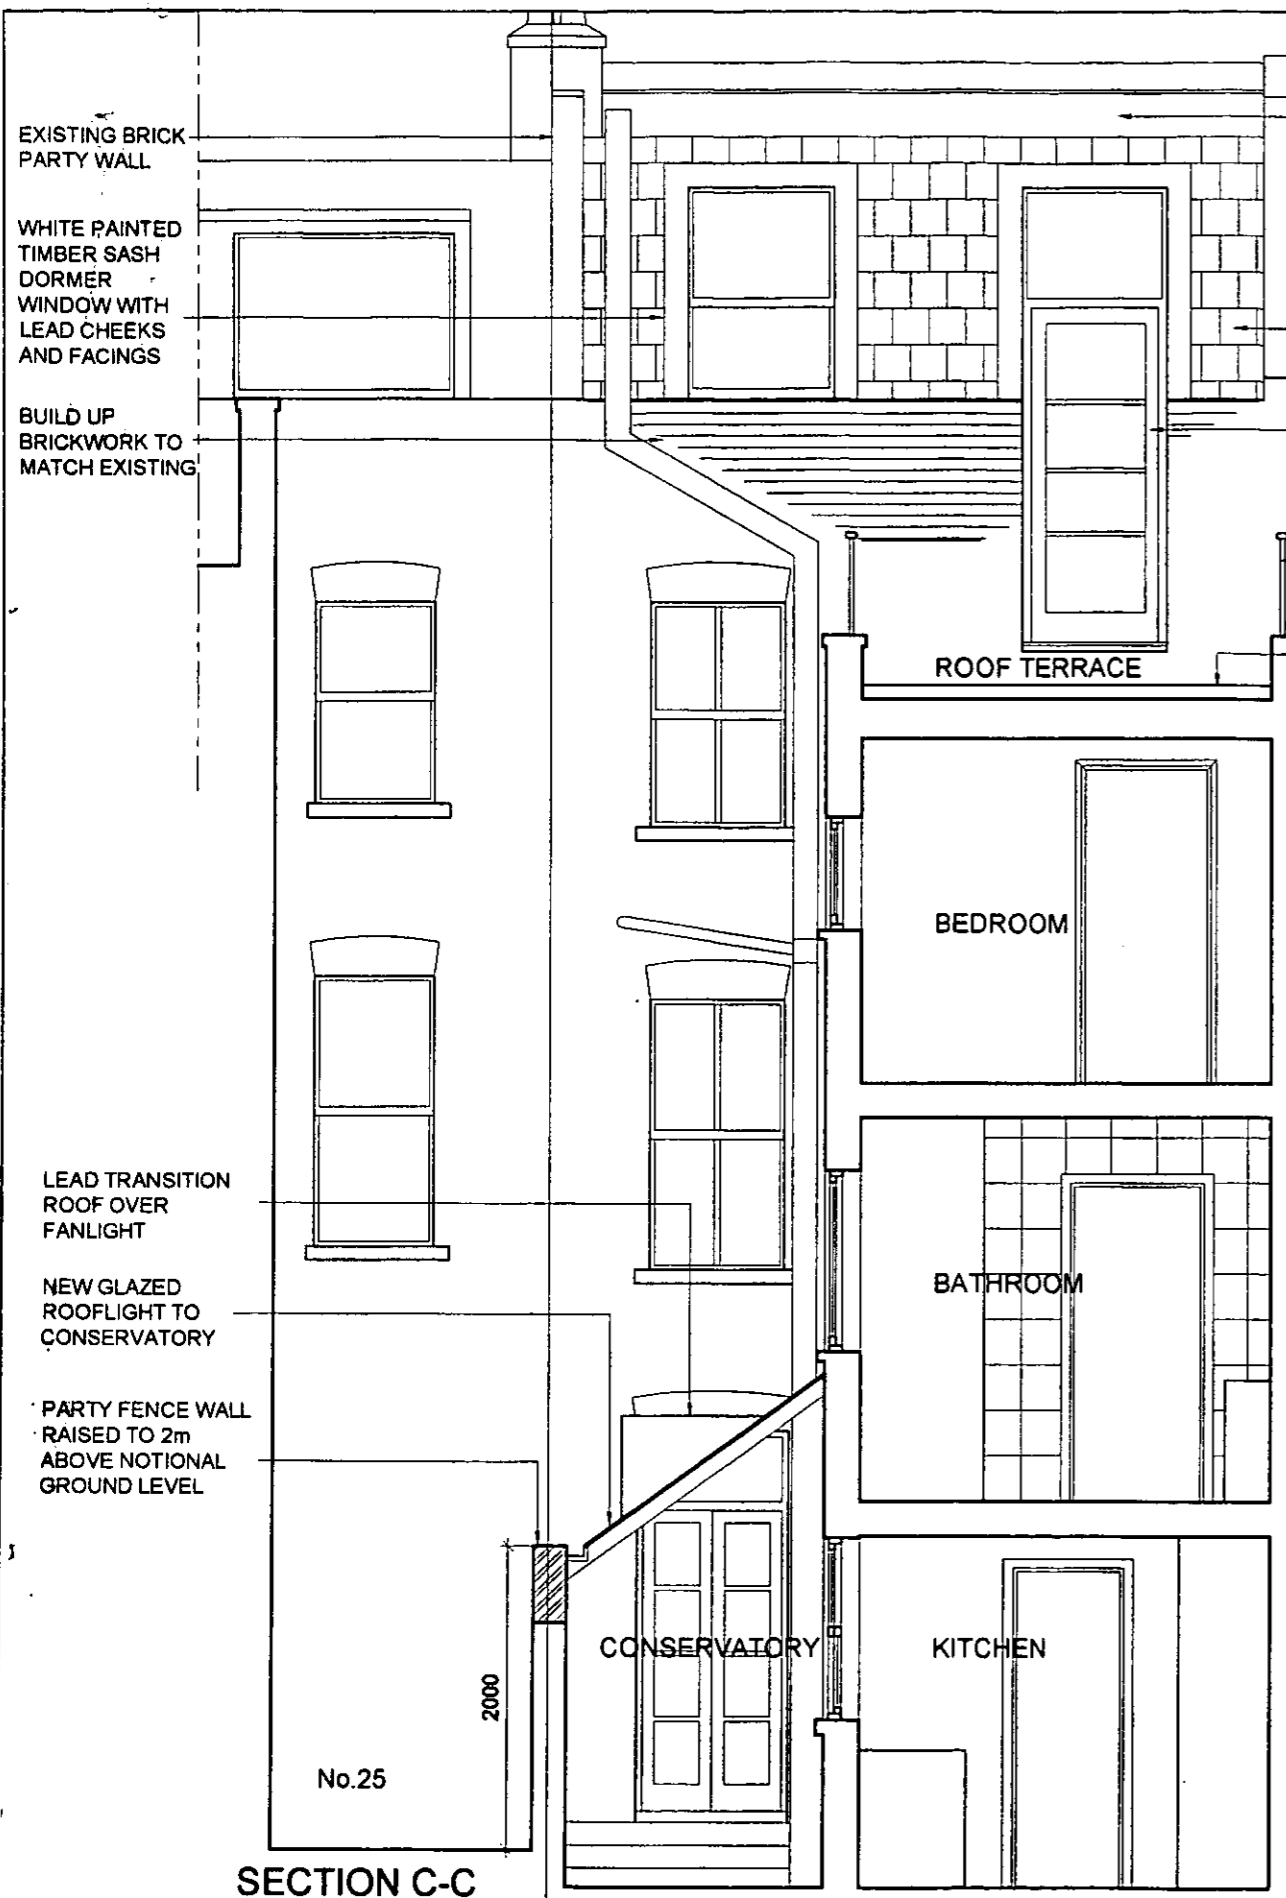 EXISTING BRICK
PARTY WALL
WHITE PAINTED
TIMBER SASH
DORMER
WINDOW WITH
LEAD CHEEKS
AND FACINGS
BUILD UP
BRICKWORK TO
MATCH EXISTING
ROOF TERRACE
BEDROOM
LEAD TRANSITION
ROOF OVER
FANLIGHT
BATHROOM
NEW GLAZED
ROOFLIGHT TO
CONSERVATORY
PARTY FENCE WALL
RAISED TO 2m
ABOVE NOTIONAL
GROUND LEVEL
CONSERVATORY
KITCHEN
2000
No.25
SECTION C-C